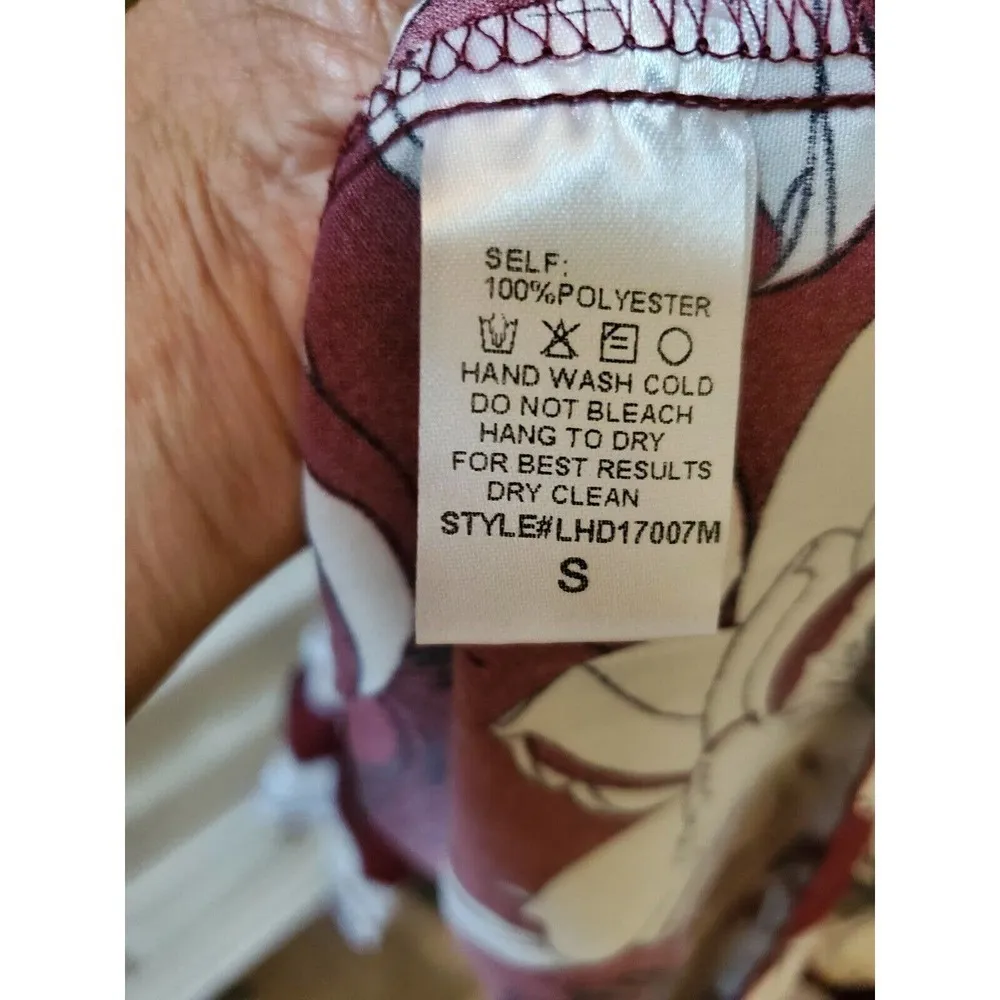 SELF:
100%POLYESTER
HAND WASH COLD
DO NOT BLEACH
HANG TO DRY
FOR BEST RESULTS
DRY CLEAN
STYLE#LHD17007M
S